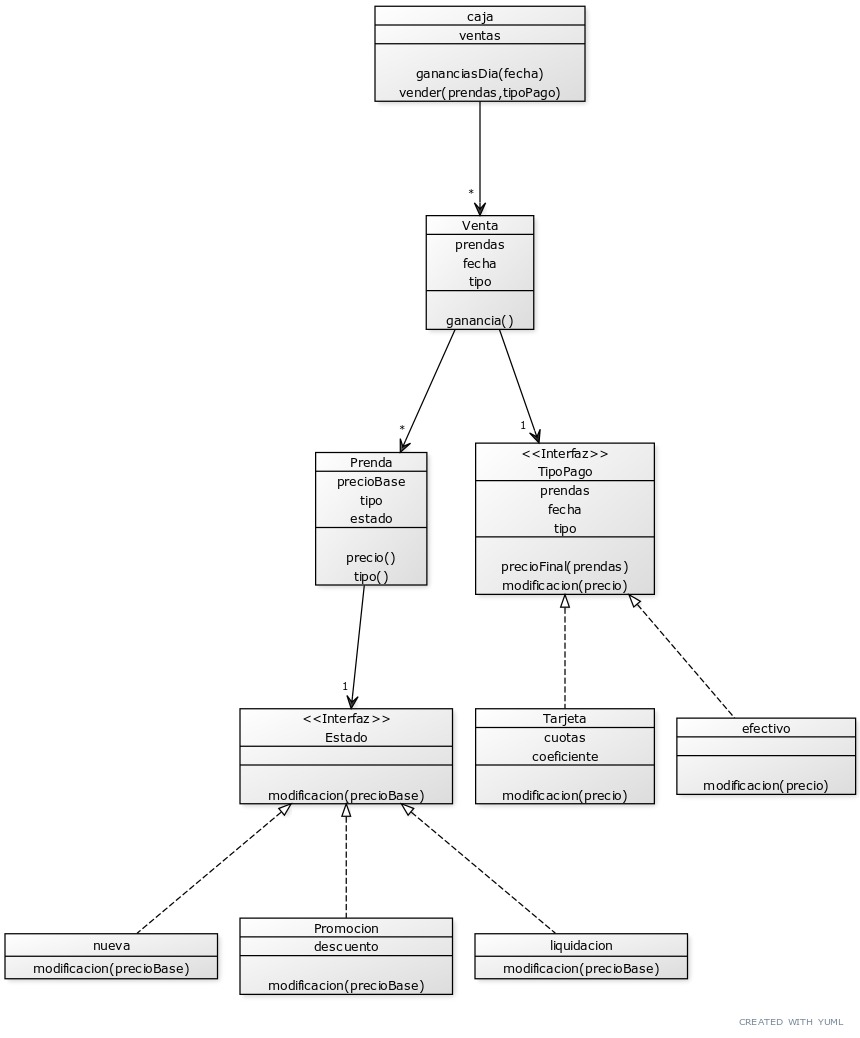 caja
ventas
gananciasDia(fecha)
vender(prendas,tipoPago)
*
Venta
prendas
fecha
tipo
ganancia()
*
1
Prenda
precioBase
tipo
estado
precio()
tipo()
<<Interfaz>>
TipoPago
prendas
fecha
tipo
precioFinal(prendas)
modificacion(precio)
1
<<Interfaz>>
Estado
modificacion(precioBase)
Tarjeta
cuotas
coeficiente
modificacion(precio)
efectivo
modificacion(precio)
nueva
modificacion(precioBase)
Promocion
descuento
modificacion(precioBase)
liquidacion
modificacion(precioBase)
CREATED WITH YUML